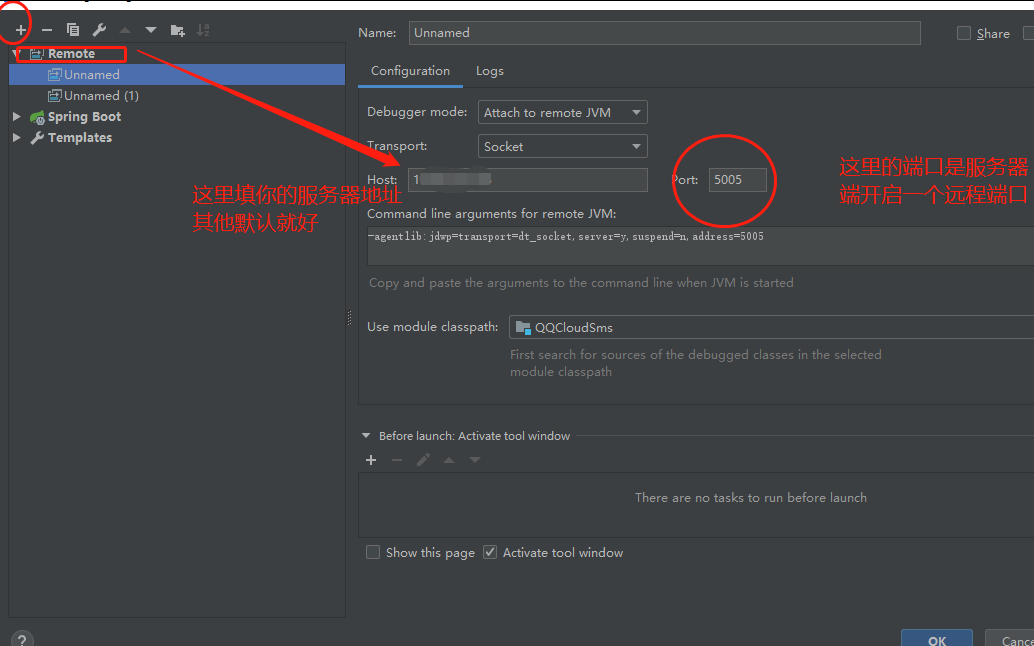 Name: Unnamed Share
Remote
Unnamed
Unnamed (1)
Spring Boot
Templates
Configuration Logs
Debugger mode: Attach to remote JVM
Transport: Socket
Host: Port: 5005
这里填你的服务器地址
其他默认就好
这里的端口是服务器
端开启一个远程端口
Command line arguments for remote JVM:
-agentlib:jdwp=transport=dt_socket,server=y,suspend=n,address=5005
Copy and paste the arguments to the command line when JVM is started
Use module classpath: QQCloudSms
First search for sources of the debugged classes in the selected
module classpath
Before launch: Activate tool window
There are no tasks to run before launch
Show this page Activate tool window
? OK Cance